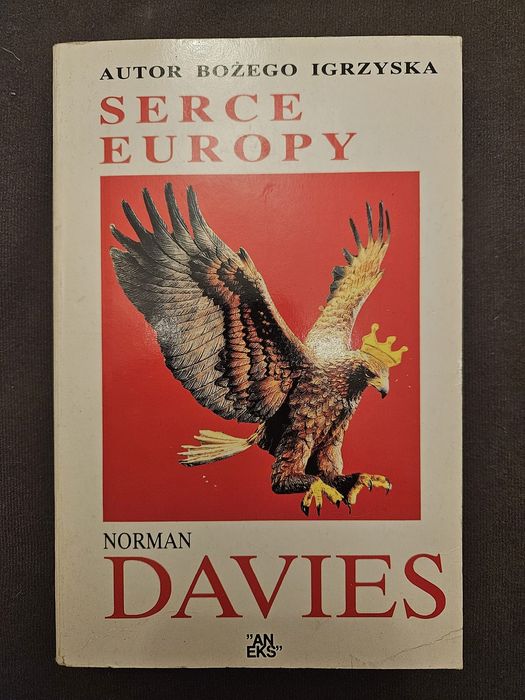 AUTOR BOŻEGO IGRZYSKA
SERCE
EUROPY
NORMAN
DAVIES
"AN
EKS"